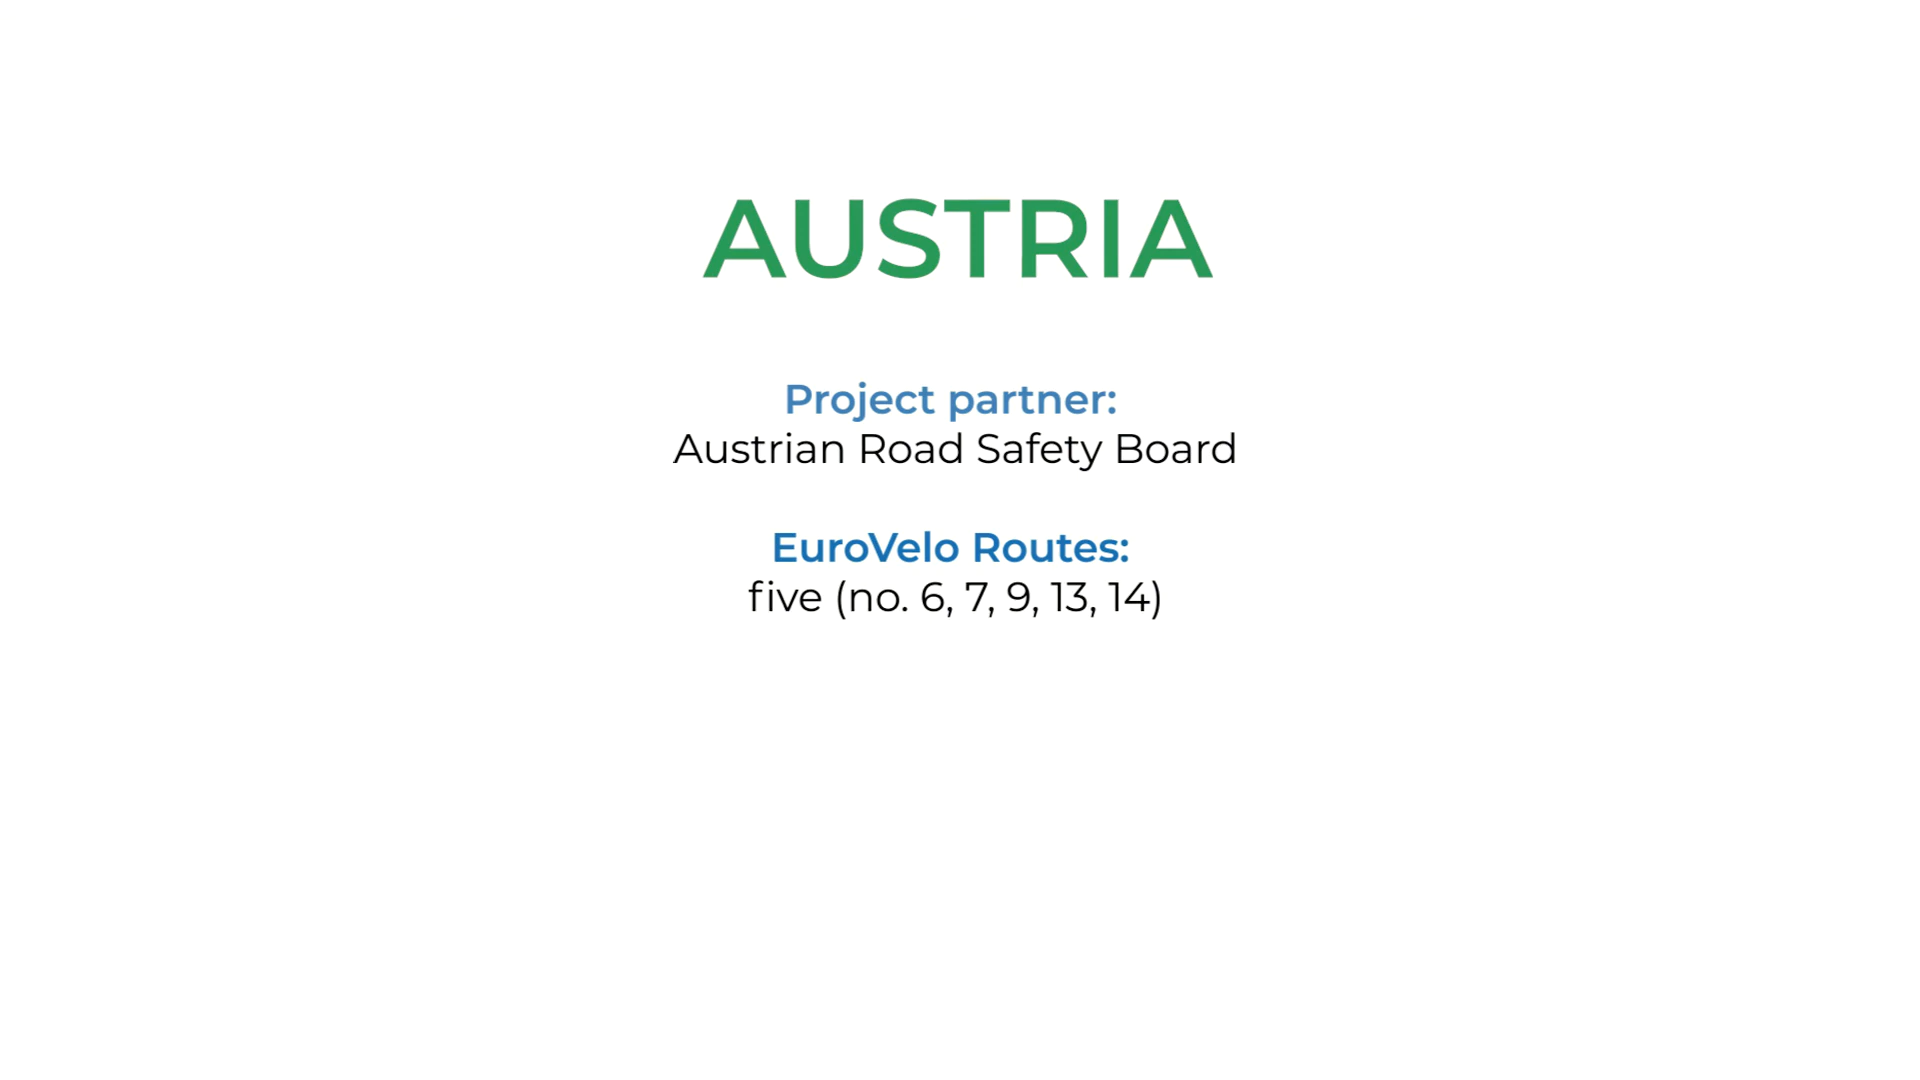 AUSTRIA
Project partner:
Austrian Road Safety Board
EuroVelo Routes:
five (no. 6, 7, 9, 13, 14)